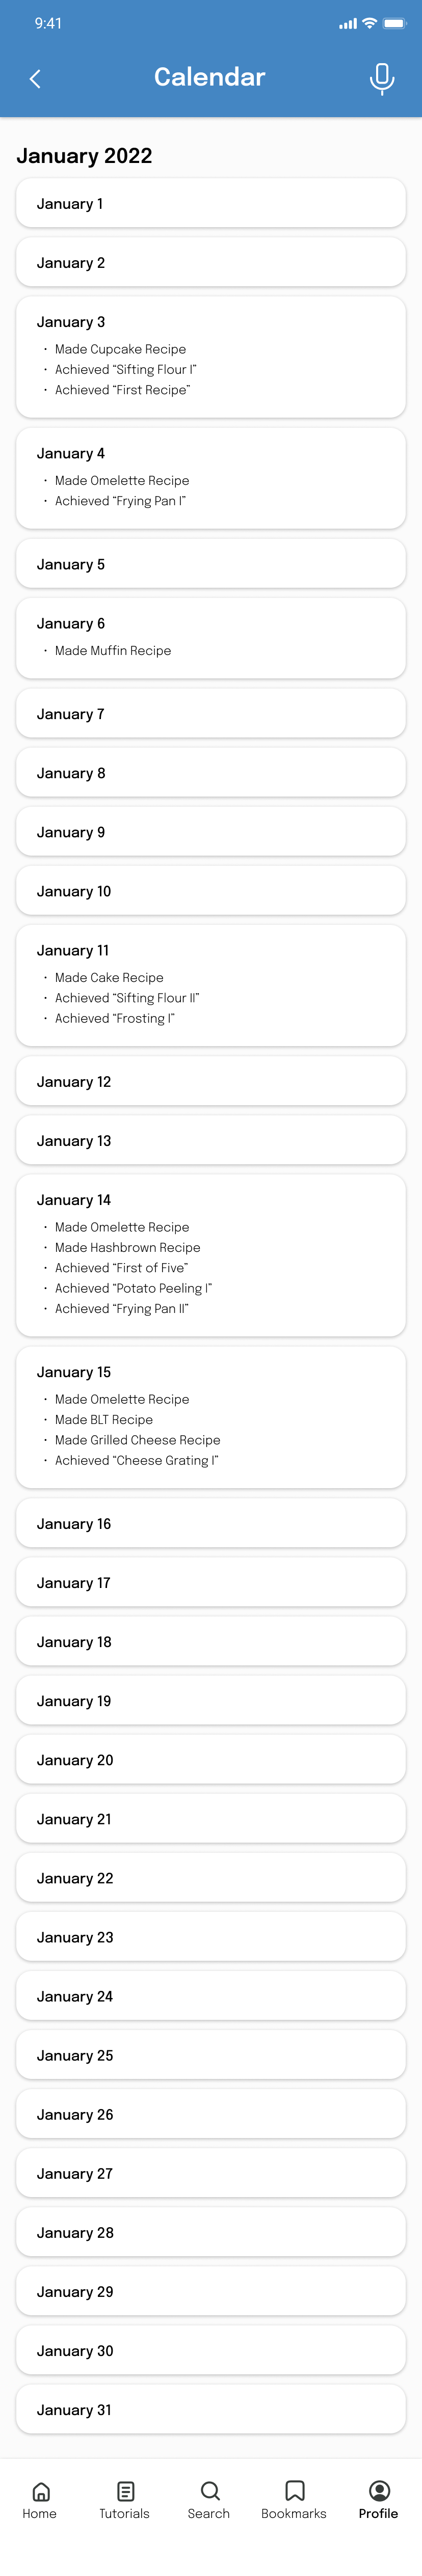 9:41
Calendar
January 2022
January 1
January 2
January 3
• Made Cupcake Recipe
• Achieved “Sifting Flour I”
• Achieved “First Recipe”
January 4
• Made Omelette Recipe
• Achieved “Frying Pan I”
January 5
January 6
• Made Muffin Recipe
January 7
January 8
January 9
January 10
January 11
• Made Cake Recipe
• Achieved “Sifting Flour II”
• Achieved “Frosting I”
January 12
January 13
January 14
• Made Omelette Recipe
• Made Hashbrown Recipe
• Achieved “First of Five”
• Achieved “Potato Peeling I”
• Achieved “Frying Pan II”
January 15
• Made Omelette Recipe
• Made BLT Recipe
• Made Grilled Cheese Recipe
• Achieved “Cheese Grating I”
January 16
January 17
January 18
January 19
January 20
January 21
January 22
January 23
January 24
January 25
January 26
January 27
January 28
January 29
January 30
January 31
Home Tutorials Search Bookmarks Profile